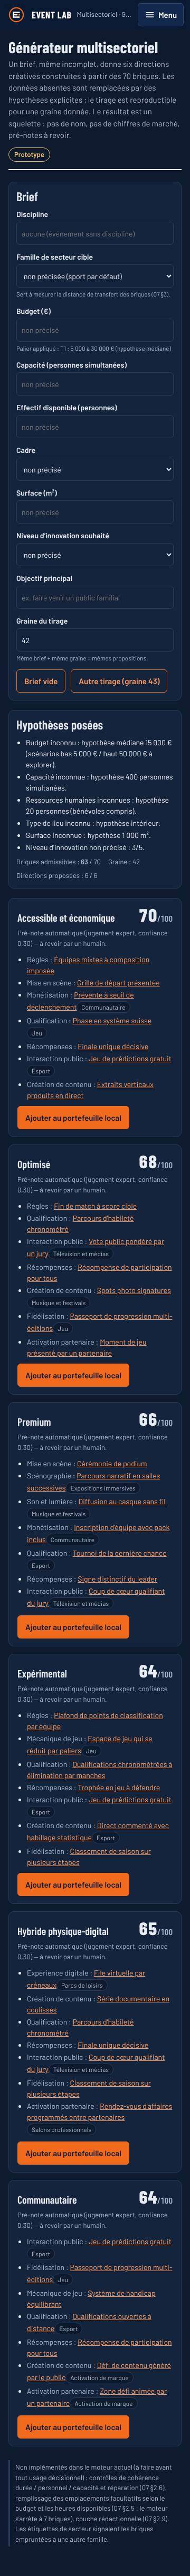 EVENT LAB
Multisectoriel · G...
Menu
Générateur multisectoriel
Un brief, même incomplet, donne six directions
créatives construites à partir de 70 briques. Les
données absentes sont remplacées par des
hypothèses explicites ; le tirage est reproductible
pour une graine donnée. Le résultat est un
squelette : pas de nom, pas de chiffres de marché,
pré-notes à revoir.
Prototype
Brief
Discipline
aucune (événement sans discipline)
Famille de secteur cible
non précisée (sport par défaut)
Sert à mesurer la distance de transfert des briques (07 §3).
Budget (€)
non précisé
Palier appliqué : T1 : 5 000 à 30 000 € (hypothèse médiane)
Capacité (personnes simultanées)
non précisé
Effectif disponible (personnes)
non précisé
Cadre
non précisé
Surface (m²)
non précisé
Niveau d'innovation souhaité
non précisé
Objectif principal
ex. faire venir un public familial
Graine du tirage
42
Même brief + même graine = mêmes propositions.
Brief vide
Autre tirage (graine 43)
Hypothèses posées
Budget inconnu : hypothèse médiane 15 000 €
(scénarios bas 5 000 € / haut 50 000 € à
explorer).
Capacité inconnue : hypothèse 400 personnes
simultanées.
Ressources humaines inconnues : hypothèse
20 personnes (bénévoles compris).
Type de lieu inconnu : hypothèse intérieur.
Surface inconnue : hypothèse 1 000 m².
Niveau d'innovation non précisé : 3/5.
Briques admissibles : 63 / 70 Graine : 42
Directions proposées : 6 / 6
Accessible et économique
70/100
Pré-note automatique (jugement expert, confiance
0,30) — à revoir par un humain.
Règles : Équipes mixtes à composition
imposée
Mise en scène : Grille de départ présentée
Monétisation : Prévente à seuil de
déclenchement Communautaire
Qualification : Phase en système suisse
Jeu
Récompenses : Finale unique décisive
Interaction public : Jeu de prédictions gratuit
Esport
Création de contenu : Extraits verticaux
produits en direct
Ajouter au portefeuille local
Optimisé
68/100
Pré-note automatique (jugement expert, confiance
0,30) — à revoir par un humain.
Règles : Fin de match à score cible
Qualification : Parcours d'habileté
chronométré
Interaction public : Vote public pondéré par
un jury Télévision et médias
Récompenses : Récompense de participation
pour tous
Création de contenu : Spots photo signatures
Musique et festivals
Fidélisation : Passeport de progression multi-
éditions Jeu
Activation partenaire : Moment de jeu
présenté par un partenaire
Ajouter au portefeuille local
Premium
66/100
Pré-note automatique (jugement expert, confiance
0,30) — à revoir par un humain.
Mise en scène : Cérémonie de podium
Scénographie : Parcours narratif en salles
successives Expositions immersives
Son et lumière : Diffusion au casque sans fil
Musique et festivals
Monétisation : Inscription d'équipe avec pack
inclus Communautaire
Qualification : Tournoi de la dernière chance
Esport
Récompenses : Signe distinctif du leader
Interaction public : Coup de cœur qualifiant
du jury Télévision et médias
Ajouter au portefeuille local
Expérimental
64/100
Pré-note automatique (jugement expert, confiance
0,30) — à revoir par un humain.
Règles : Plafond de points de classification
par équipe
Mécanique de jeu : Espace de jeu qui se
réduit par paliers Jeu
Qualification : Qualifications chronométrées à
élimination par manches
Récompenses : Trophée en jeu à défendre
Interaction public : Jeu de prédictions gratuit
Esport
Création de contenu : Direct commenté avec
habillage statistique Esport
Fidélisation : Classement de saison sur
plusieurs étapes
Ajouter au portefeuille local
Hybride physique-digital
65/100
Pré-note automatique (jugement expert, confiance
0,30) — à revoir par un humain.
Expérience digitale : File virtuelle par
créneaux Parcs de loisirs
Création de contenu : Série documentaire en
coulisses
Qualification : Parcours d'habileté
chronométré
Récompenses : Finale unique décisive
Interaction public : Coup de cœur qualifiant
du jury Télévision et médias
Fidélisation : Classement de saison sur
plusieurs étapes
Activation partenaire : Rendez-vous d'affaires
programmés entre partenaires
Salons professionnels
Ajouter au portefeuille local
Communautaire
64/100
Pré-note automatique (jugement expert, confiance
0,30) — à revoir par un humain.
Interaction public : Jeu de prédictions gratuit
Esport
Fidélisation : Passeport de progression multi-
éditions Jeu
Mécanique de jeu : Système de handicap
équilibrant
Qualification : Qualifications ouvertes à
distance Esport
Récompenses : Récompense de participation
pour tous
Création de contenu : Défi de contenu généré
par le public Activation de marque
Activation partenaire : Zone défi animée par
un partenaire Activation de marque
Ajouter au portefeuille local
Non implémentés dans le moteur actuel (à faire avant
tout usage décisionnel) : contrôles de cohérence
durée / personnel / capacité et réparation (07 §2.6),
remplissage des emplacements facultatifs selon le
budget et les heures disponibles (07 §2.5 : le moteur
s'arrête à 7 briques), couche rédactionnelle (07 §2.9).
Les étiquettes de secteur signalent les briques
empruntées à une autre famille.